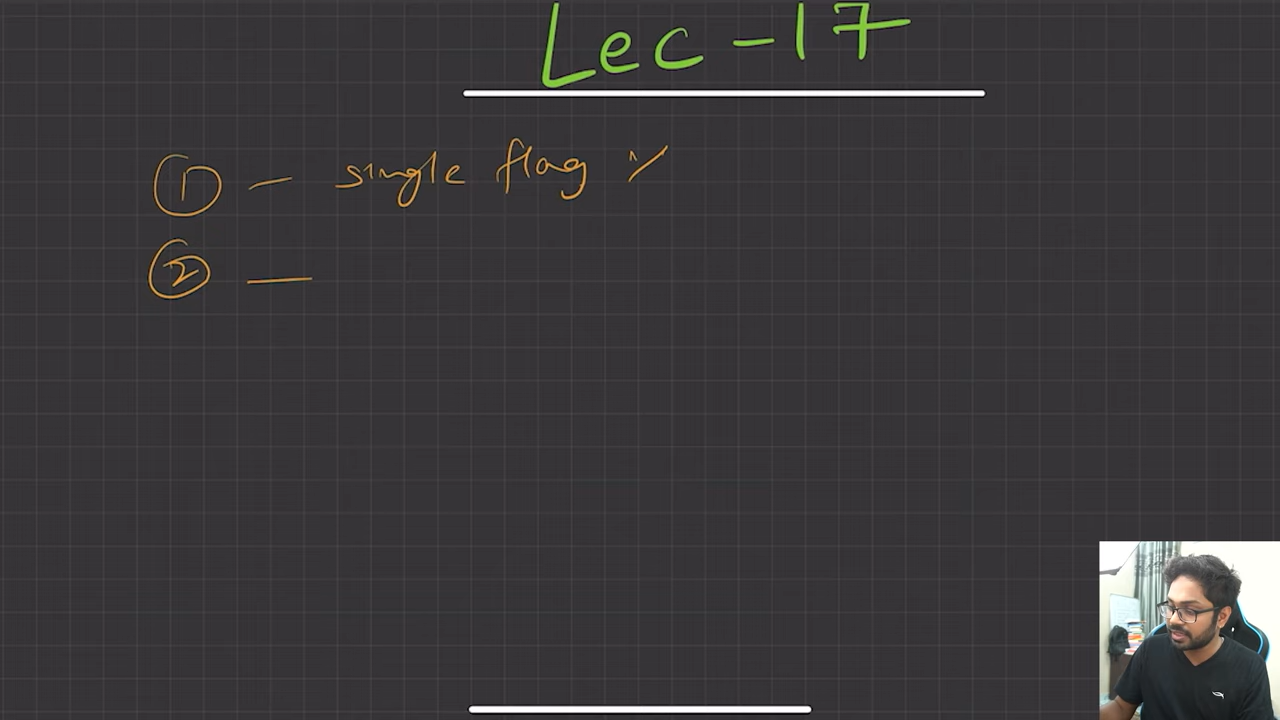 Lec - 17
① — single flag
② —